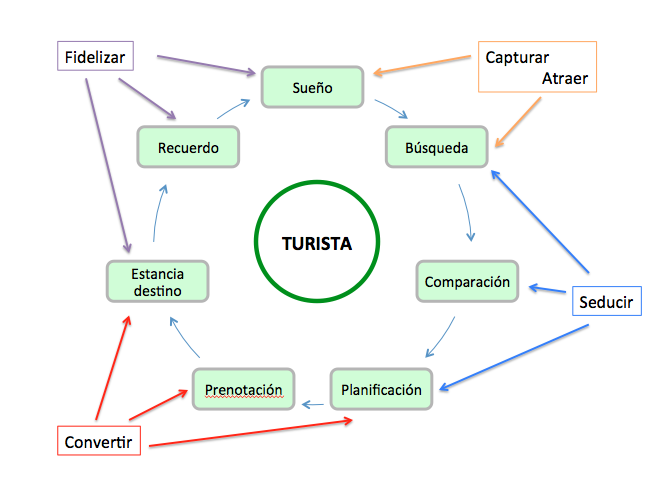 Fidelizar
Capturar
Atraer
Sueño
Recuerdo
Búsqueda
TURISTA
Estancia
destino
Comparación
Seducir
Prenotación
Planificación
Convertir